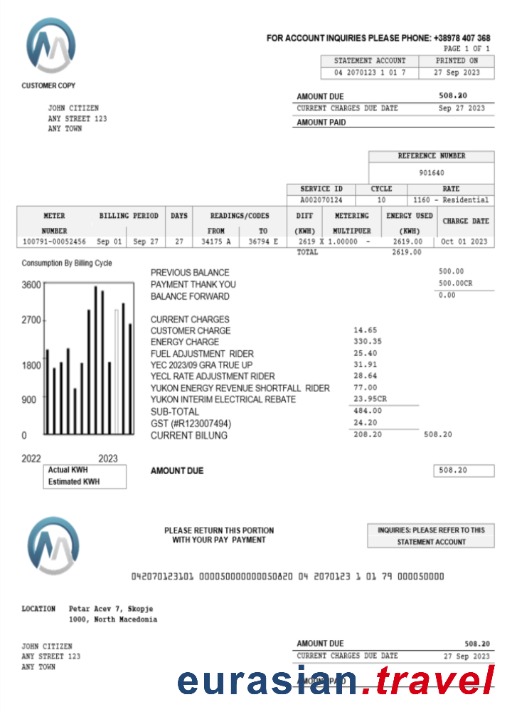 FOR ACCOUNT INQUIRIES PLEASE PHONE: +38978 407 368
PAGE 1 OF 1
STATEMENT ACCOUNT PRINTED ON
04 2070123 1 01 7 27 Sep 2023
CUSTOMER COPY
AMOUNT DUE 508.20
JOHN CITIZEN
CURRENT CHARGES DUE DATE Sep 27 2023
ANY STREET 123
AMOUNT PAID
ANY TOWN
REFERENCE NUMBER
901640
SERVICE ID CYCLE RATE
A002070124 10 1160 - Residential
METER BILLING PERIOD DAYS READINGS/CODES DIFF METERING ENERGY USED CHARGE DATE
NUMBER FROM TO (KWH) MULTIPUER (KWH)
100791-00052456 Sep 01 Sep 27 27 34175 A 36794 E 2619 X 1.00000 - 2619.00 Oct 01 2023
TOTAL 2619.00
Consumption By Billing Cycle
3600
2700
1800
900
0
2022 2023
Actual KWH
Estimated KWH
PREVIOUS BALANCE 500.00
PAYMENT THANK YOU 500.00CR
BALANCE FORWARD 0.00
CURRENT CHARGES
CUSTOMER CHARGE 14.65
ENERGY CHARGE 330.35
FUEL ADJUSTMENT RIDER 25.40
YEC 2023/09 GRA TRUE UP 31.91
YECL RATE ADJUSTMENT RIDER 28.64
YUKON ENERGY REVENUE SHORTFALL RIDER 77.00
YUKON INTERIM ELECTRICAL REBATE 23.95CR
SUB-TOTAL 484.00
GST (#R123007494) 24.20
CURRENT BILUNG 208.20 508.20
AMOUNT DUE 508.20
PLEASE RETURN THIS PORTION
WITH YOUR PAY PAYMENT
INQUIRIES: PLEASE REFER TO THIS
STATEMENT ACCOUNT
042070123101 0000500000000050820 04 2070123 1 01 79 000050000
LOCATION Petar Acev 7, Skopje
1000, North Macedonia
JOHN CITIZEN
ANY STREET 123
ANY TOWN
AMOUNT DUE 508.20
CURRENT CHARGES DUE DATE 27 Sep 2023
AMOUNT PAID
eurasian.travel